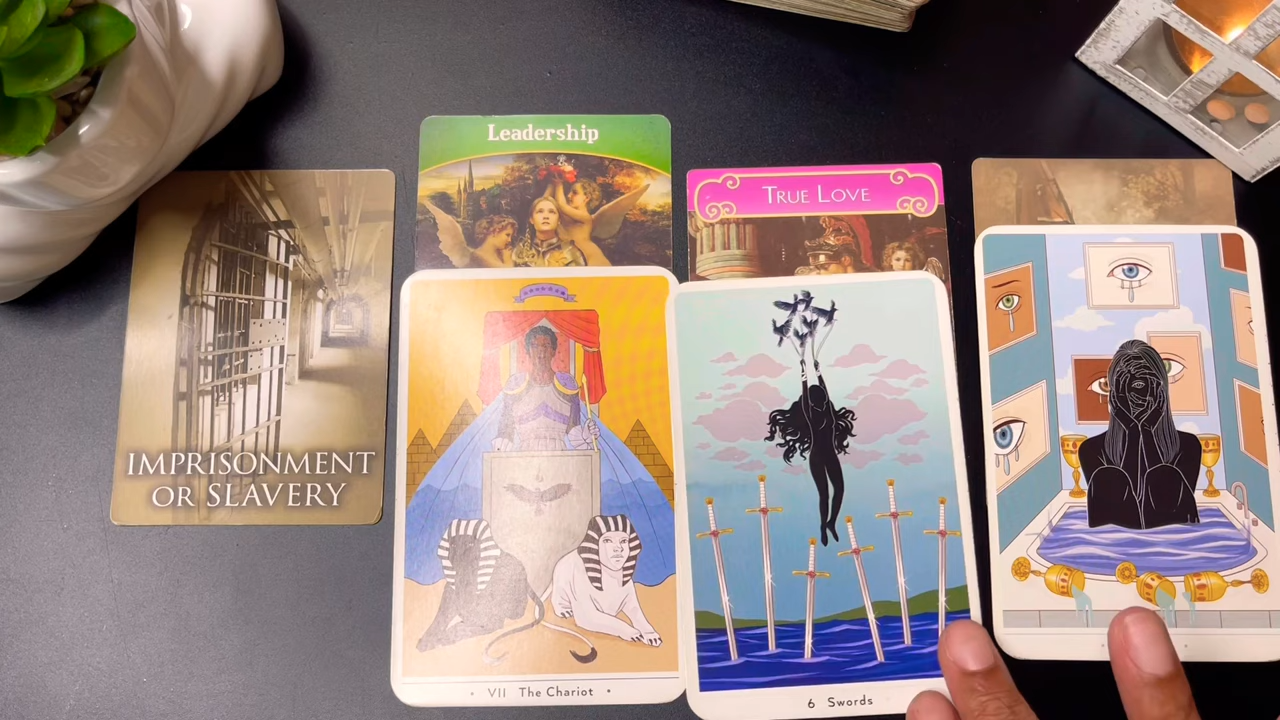 Leadership
TRUE LOVE
IMPRISONMENT
OR SLAVERY
• VII The Chariot •
6 Swords